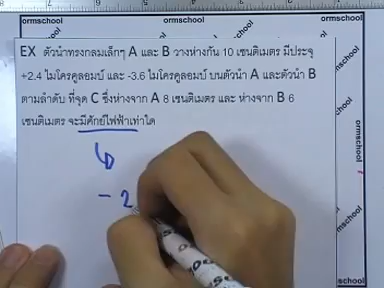 ormschool ormschool ormschool
EX ตัวนำทรงกลมเล็กๆ A และ B วางห่างกัน 10 เซนติเมตร มีประจุ
+2.4 ไมโครคูลอมบ์ และ -3.6 ไมโครคูลอมบ์ บนตัวนำ A และตัวนำ B
ตามลำดับ ที่จุด C ซึ่งห่างจาก A 8 เซนติเมตร และ ห่างจาก B 6
เซนติเมตร จะมีศักย์ไฟฟ้าเท่าใด
- 2
ormschool